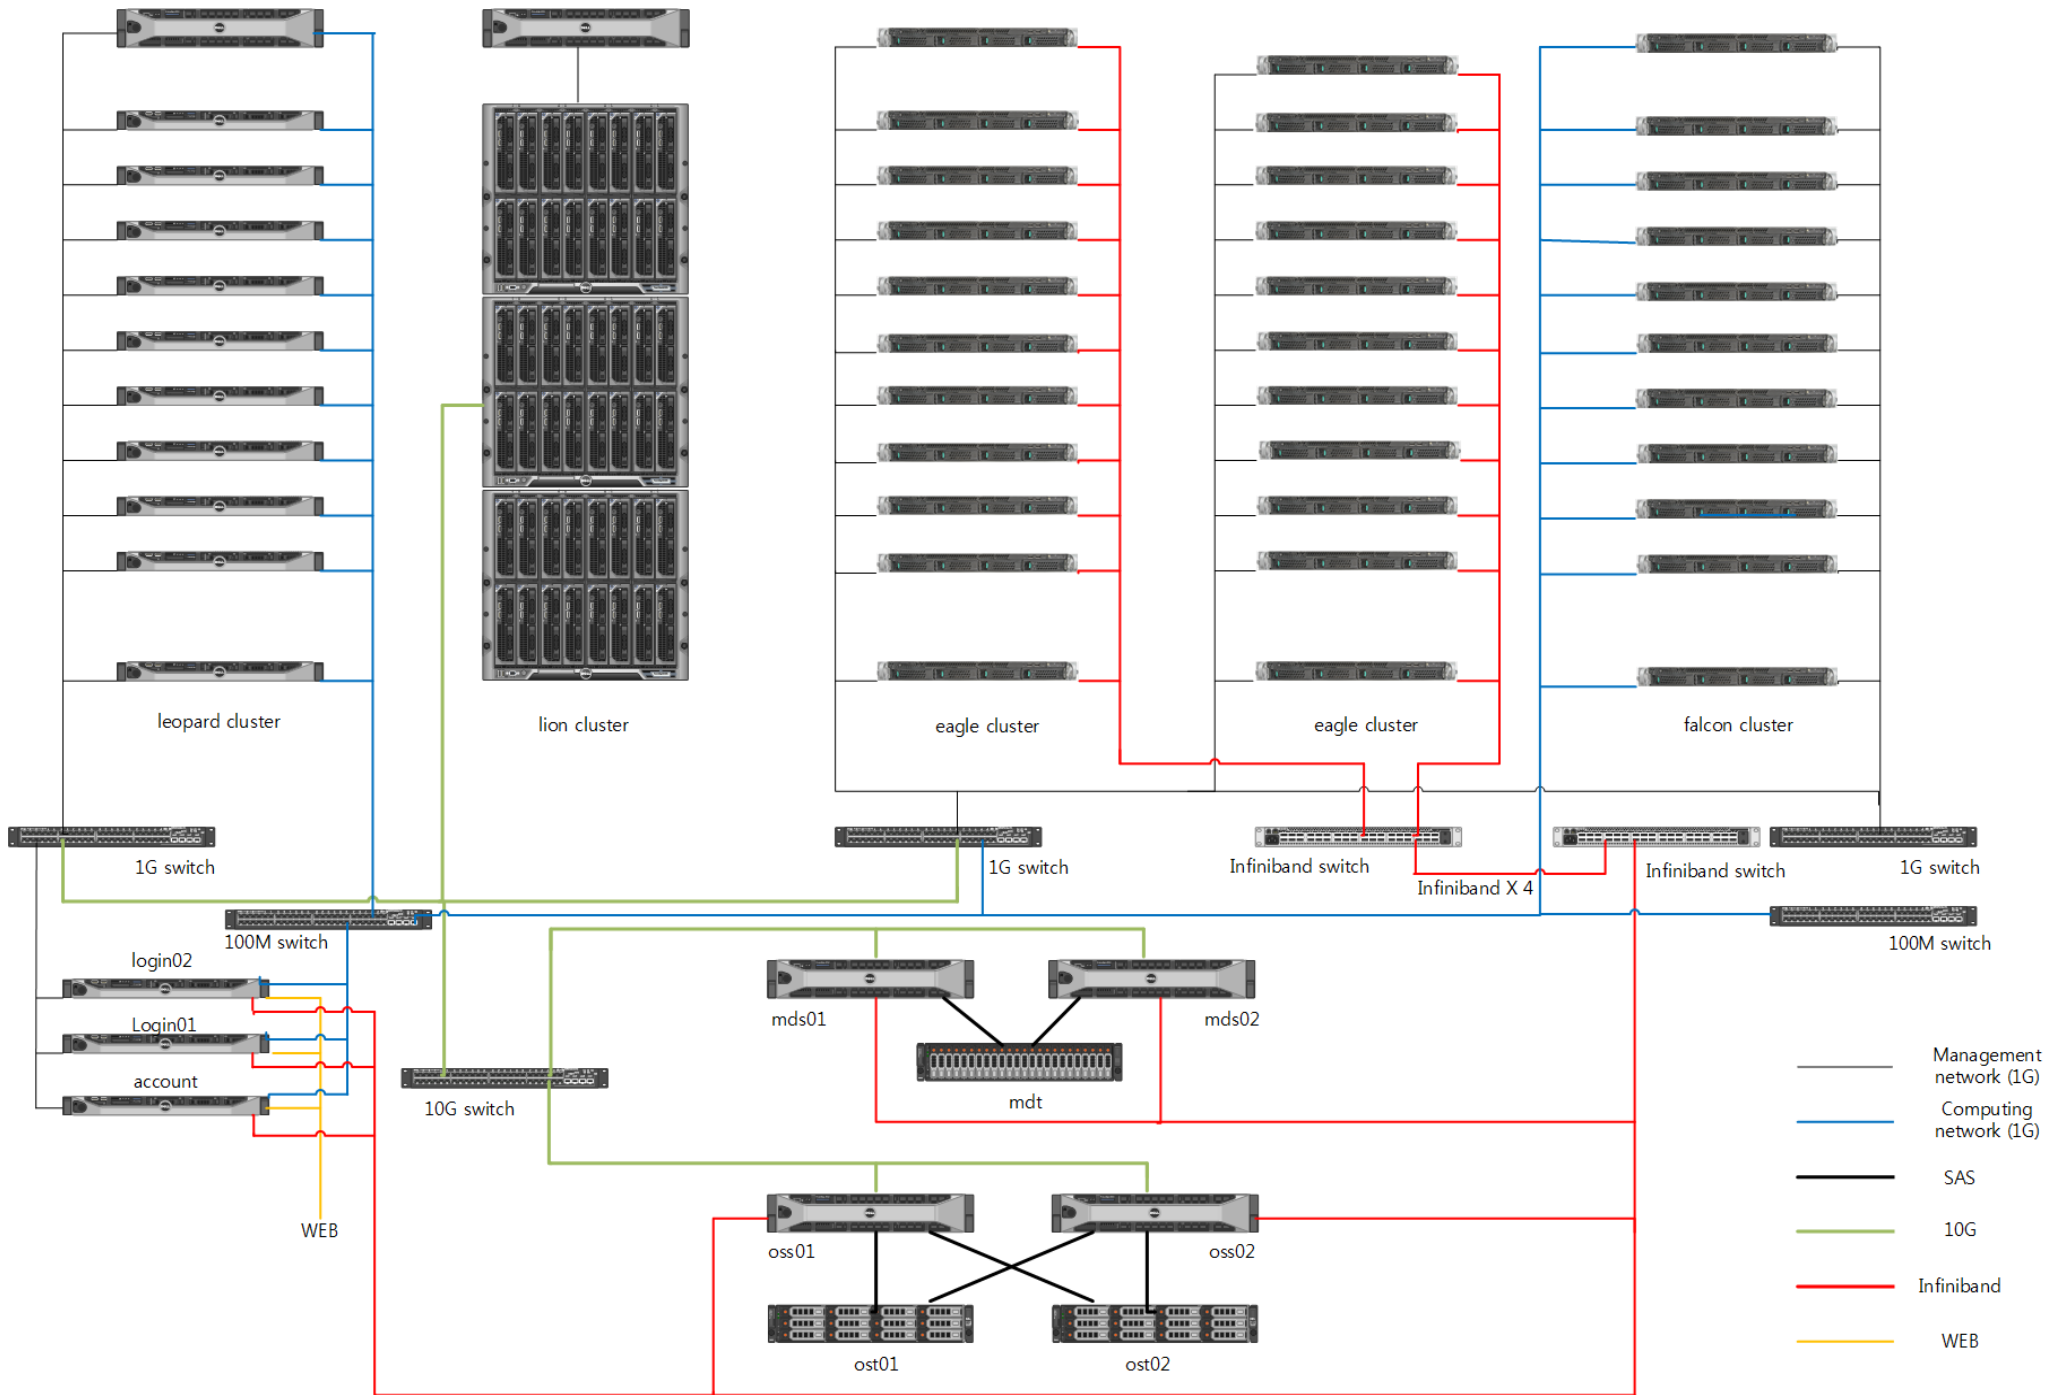 leopard cluster
lion cluster
eagle cluster
eagle cluster
falcon cluster
1G switch
1G switch
Infiniband switch
Infiniband X 4
Infiniband switch
1G switch
100M switch
100M switch
login02
Login01
account
WEB
10G switch
mds01
mds02
mdt
oss01
oss02
ost01
ost02
Management
network (1G)
Computing
network (1G)
SAS
10G
Infiniband
WEB